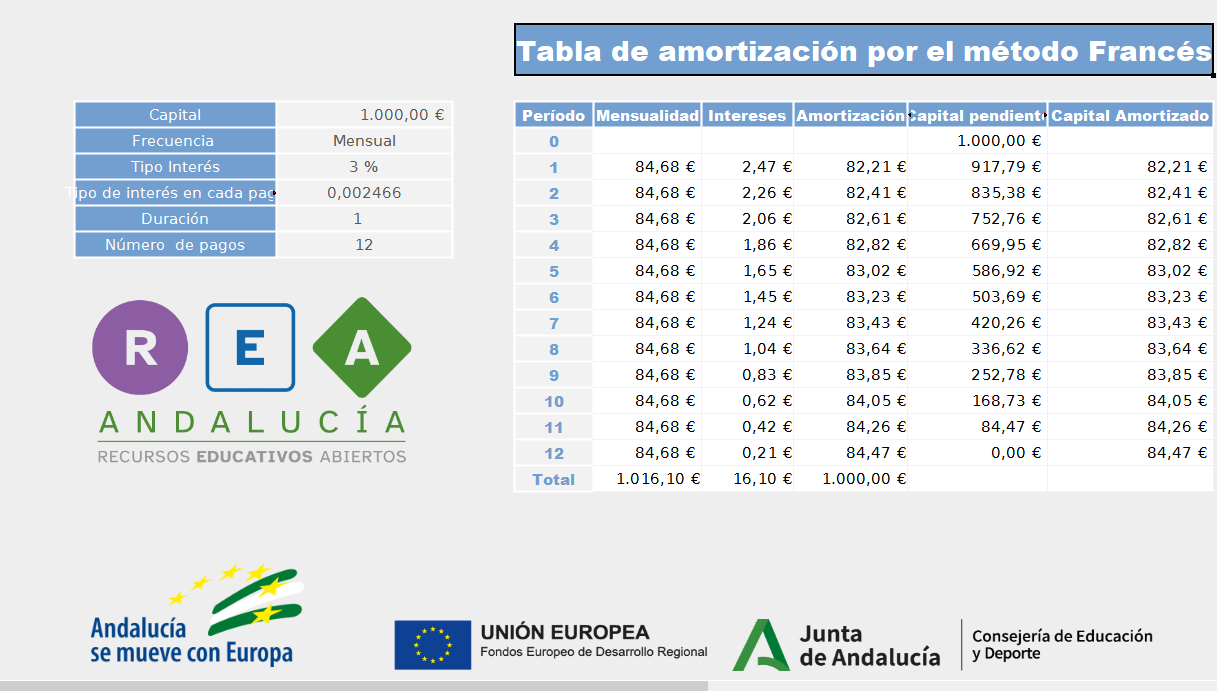 Tabla de amortización por el método Francés
Capital 1.000,00 €
Frecuencia Mensual
Tipo Interés 3 %
Tipo de interés en cada pag 0,002466
Duración 1
Número de pagos 12
Período Mensualidad Intereses Amortización Capital pendiente Capital Amortizado
0 1.000,00 €
1 84,68 € 2,47 € 82,21 € 917,79 € 82,21 €
2 84,68 € 2,26 € 82,41 € 835,38 € 82,41 €
3 84,68 € 2,06 € 82,61 € 752,76 € 82,61 €
4 84,68 € 1,86 € 82,82 € 669,95 € 82,82 €
5 84,68 € 1,65 € 83,02 € 586,92 € 83,02 €
6 84,68 € 1,45 € 83,23 € 503,69 € 83,23 €
7 84,68 € 1,24 € 83,43 € 420,26 € 83,43 €
8 84,68 € 1,04 € 83,64 € 336,62 € 83,64 €
9 84,68 € 0,83 € 83,85 € 252,78 € 83,85 €
10 84,68 € 0,62 € 84,05 € 168,73 € 84,05 €
11 84,68 € 0,42 € 84,26 € 84,47 € 84,26 €
12 84,68 € 0,21 € 84,47 € 0,00 € 84,47 €
Total 1.016,10 € 16,10 € 1.000,00 €
R E A
ANDALUCÍA
RECURSOS EDUCATIVOS ABIERTOS
Andalucía
se mueve con Europa
UNIÓN EUROPEA
Fondos Europeo de Desarrollo Regional
Junta
de Andalucía
Consejería de Educación
y Deporte